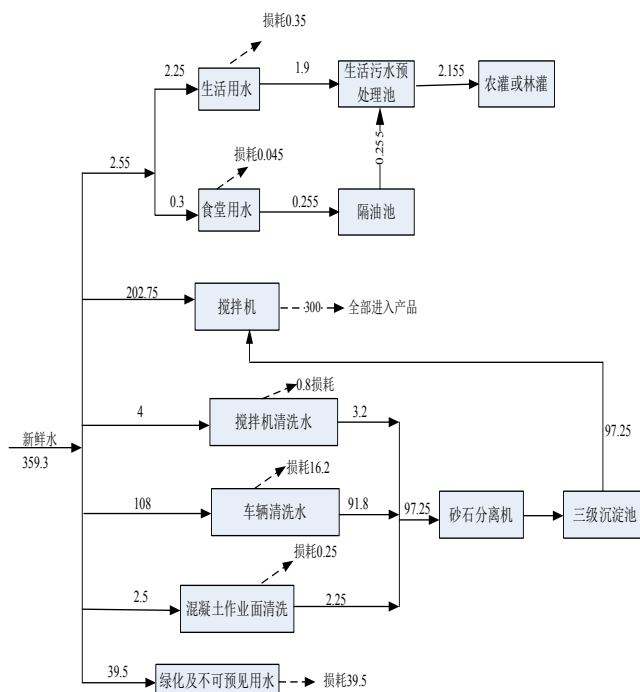 损耗0.35
2.25
生活用水
1.9
生活污水预
处理池
2.155
农灌或林灌
2.55
损耗0.045
0.255
0.3
食堂用水
0.255
隔油池
202.75
搅拌机
300
全部进入产品
0.8损耗
4
搅拌机清洗水
3.2
97.25
新鲜水
359.3
损耗16.2
108
车辆清洗水
91.8
97.25
砂石分离机
三级沉淀池
损耗0.25
2.5
混凝土作业面清洗
2.25
39.5
绿化及不可预见用水
损耗39.5